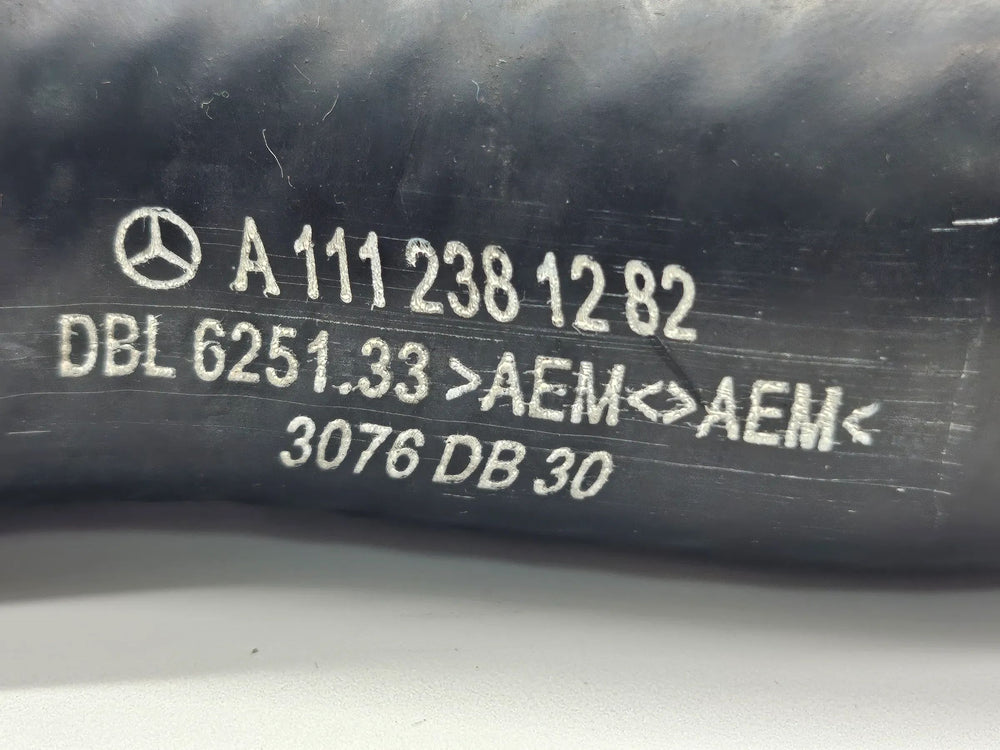 A 111 238 12 82
DBL 6251.33 >AEM<>AEM<
3076 DB 30